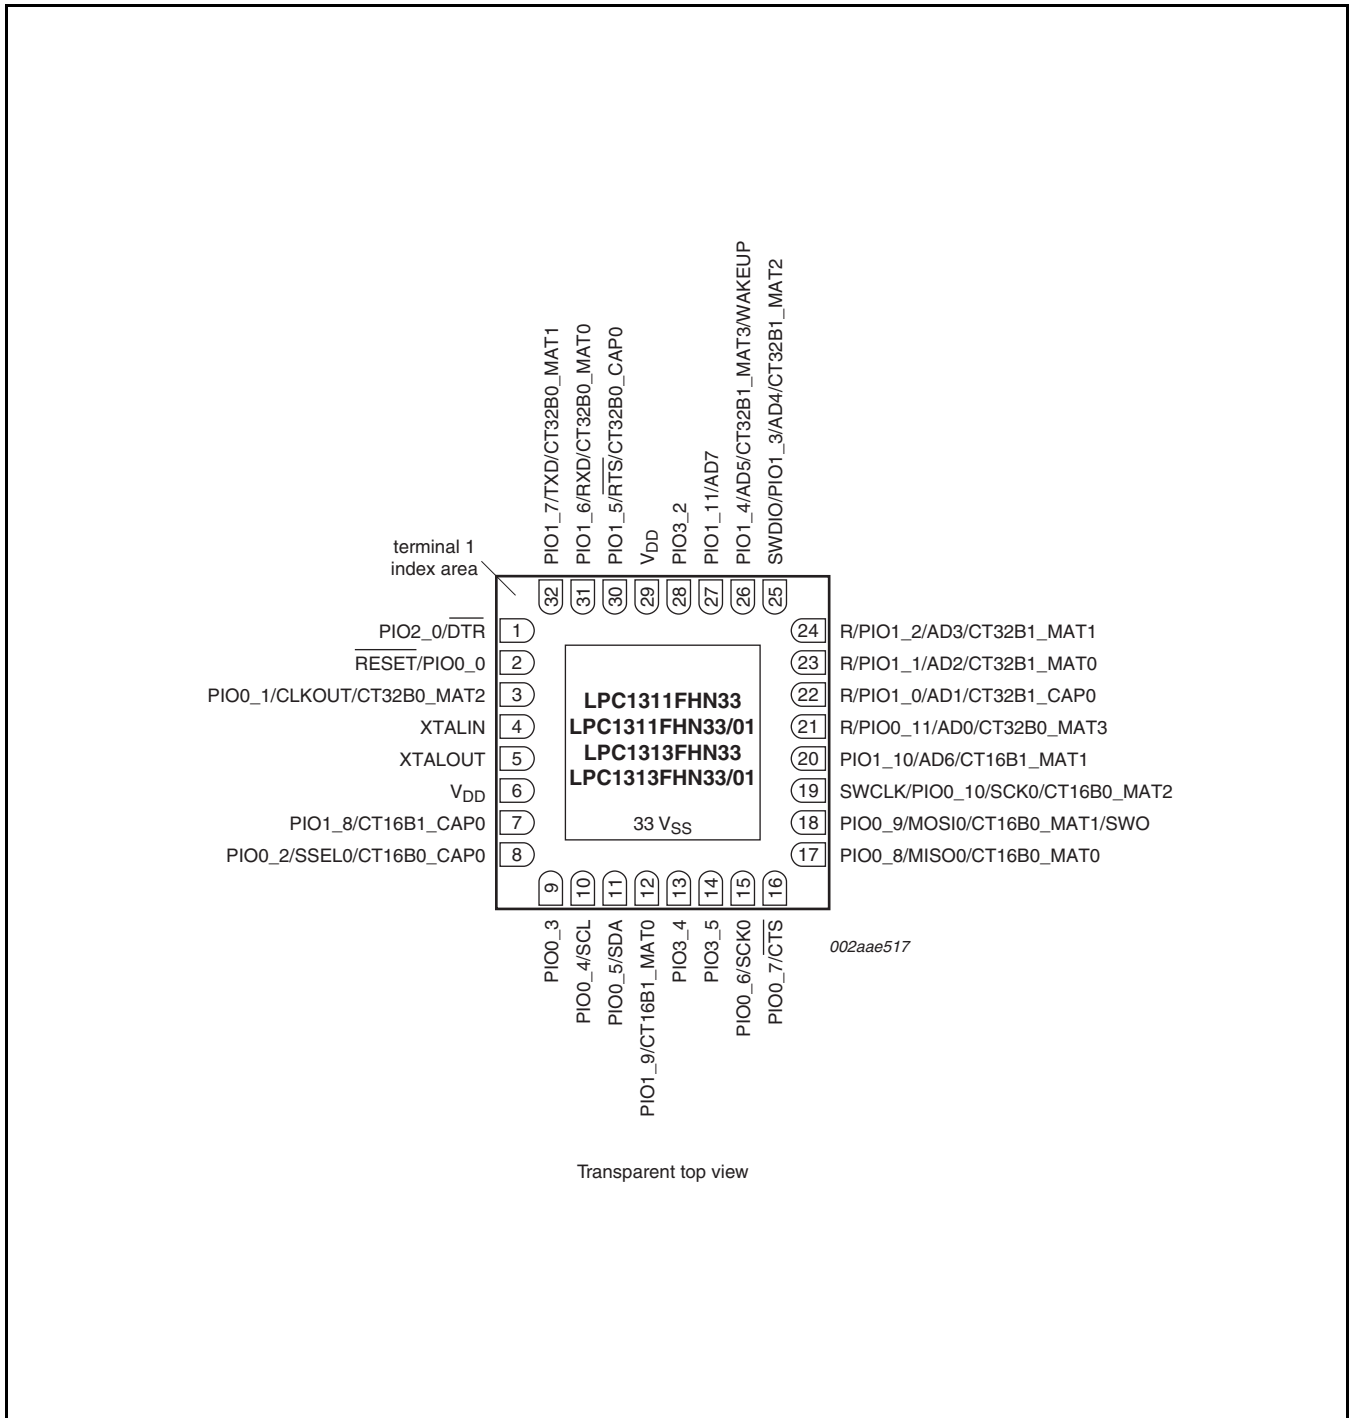 PIO1_7/TXD/CT32B0_MAT1
PIO1_6/RXD/CT32B0_MAT0
PIO1_5/RTS/CT32B0_CAP0
VDD
PIO3_2
PIO1_11/AD7
PIO1_4/AD5/CT32B1_MAT3/WAKEUP
SWDIO/PIO1_3/AD4/CT32B1_MAT2
terminal 1
index area
32
31
30
29
28
27
26
25
PIO2_0/DTR 1
RESET/PIO0_0 2
PIO0_1/CLKOUT/CT32B0_MAT2 3
XTALIN 4
XTALOUT 5
VDD 6
PIO1_8/CT16B1_CAP0 7
PIO0_2/SSEL0/CT16B0_CAP0 8
LPC1311FHN33
LPC1311FHN33/01
LPC1313FHN33
LPC1313FHN33/01
33 VSS
24 R/PIO1_2/AD3/CT32B1_MAT1
23 R/PIO1_1/AD2/CT32B1_MAT0
22 R/PIO1_0/AD1/CT32B1_CAP0
21 R/PIO0_11/AD0/CT32B0_MAT3
20 PIO1_10/AD6/CT16B1_MAT1
19 SWCLK/PIO0_10/SCK0/CT16B0_MAT2
18 PIO0_9/MOSI0/CT16B0_MAT1/SWO
17 PIO0_8/MISO0/CT16B0_MAT0
9
10
11
12
13
14
15
16
PIO0_3
PIO0_4/SCL
PIO0_5/SDA
PIO1_9/CT16B1_MAT0
PIO3_4
PIO3_5
PIO0_6/SCK0
PIO0_7/CTS
002aae517
Transparent top view